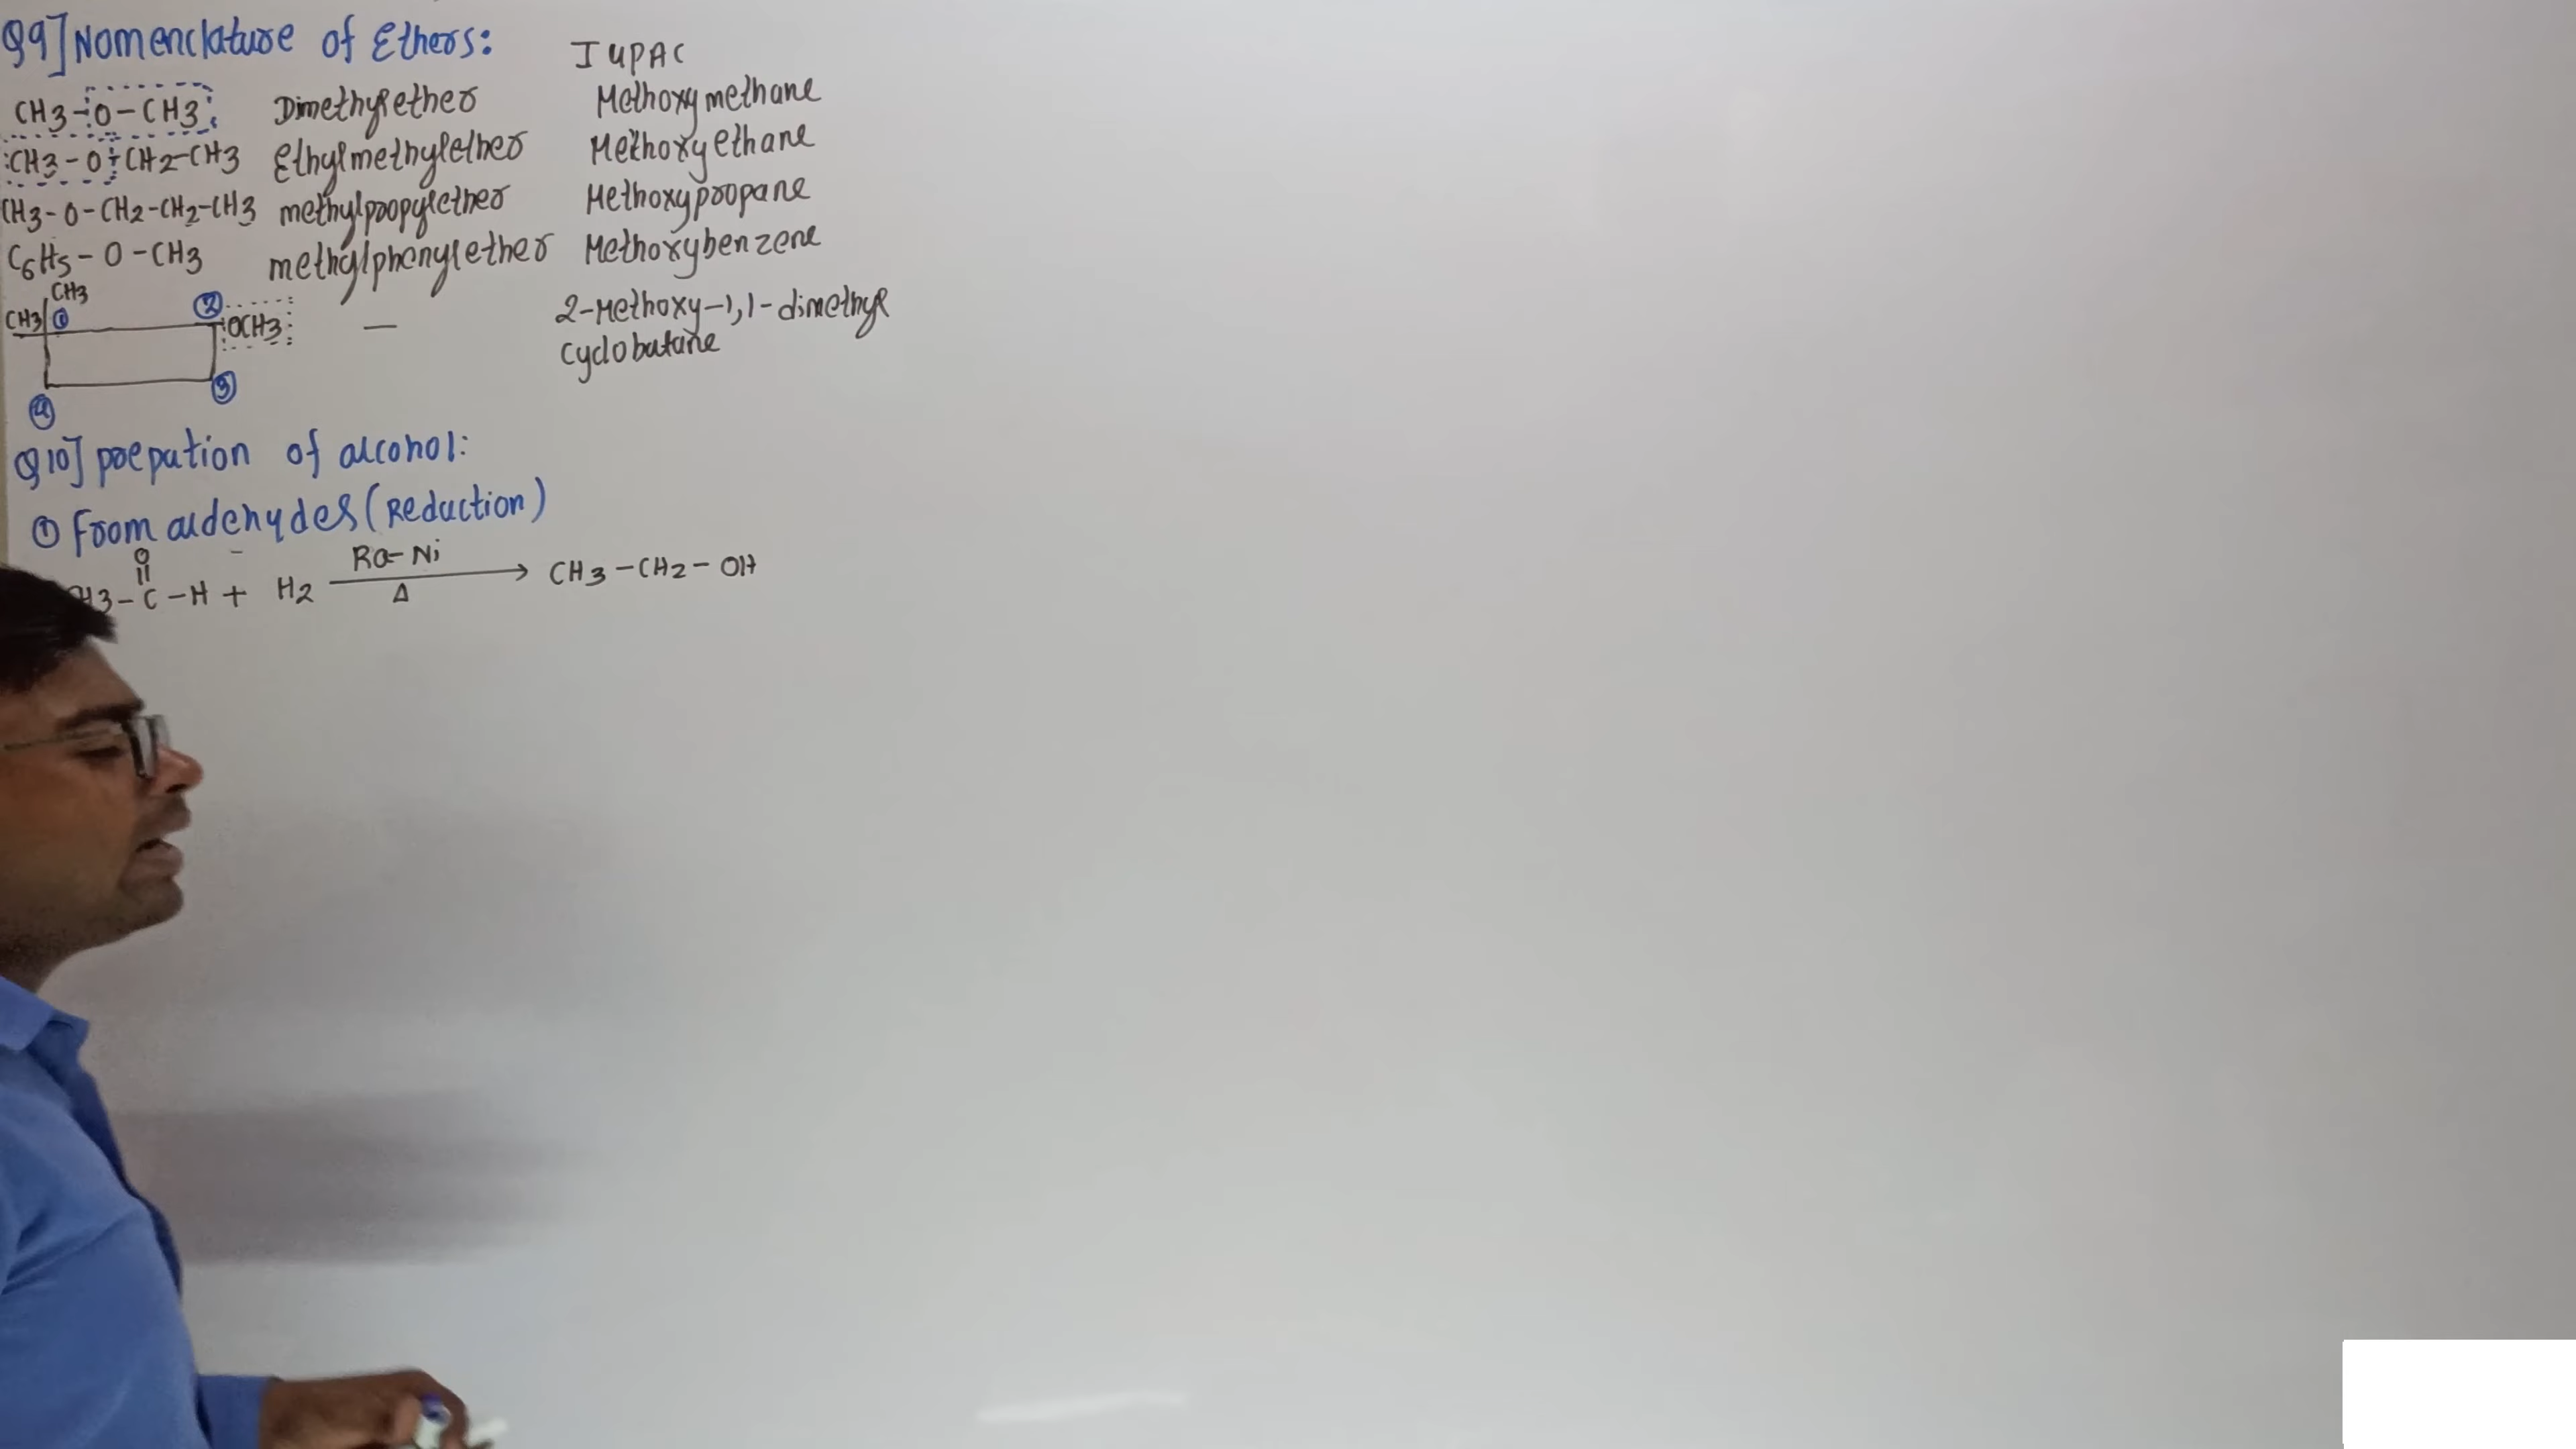 Q9] Nomenclature of Ethers:
IUPAC
CH3-O-CH3 Dimethylether Methoxymethane
CH3-O-CH2-CH3 Ethylmethylether Methoxyethane
CH3-O-CH2-CH2-CH3 methylpropylether Methoxypropane
C6H5-O-CH3 methylphenylether Methoxybenzene
CH3
CH3 ① ② OCH3 — 2-Methoxy-1,1-dimethyl
cyclobutane
④ ③
Q10] prepation of alcohol:
① From aldehydes (Reduction)
O
H3-C-H + H2 Ra-Ni Δ → CH3-CH2-OH